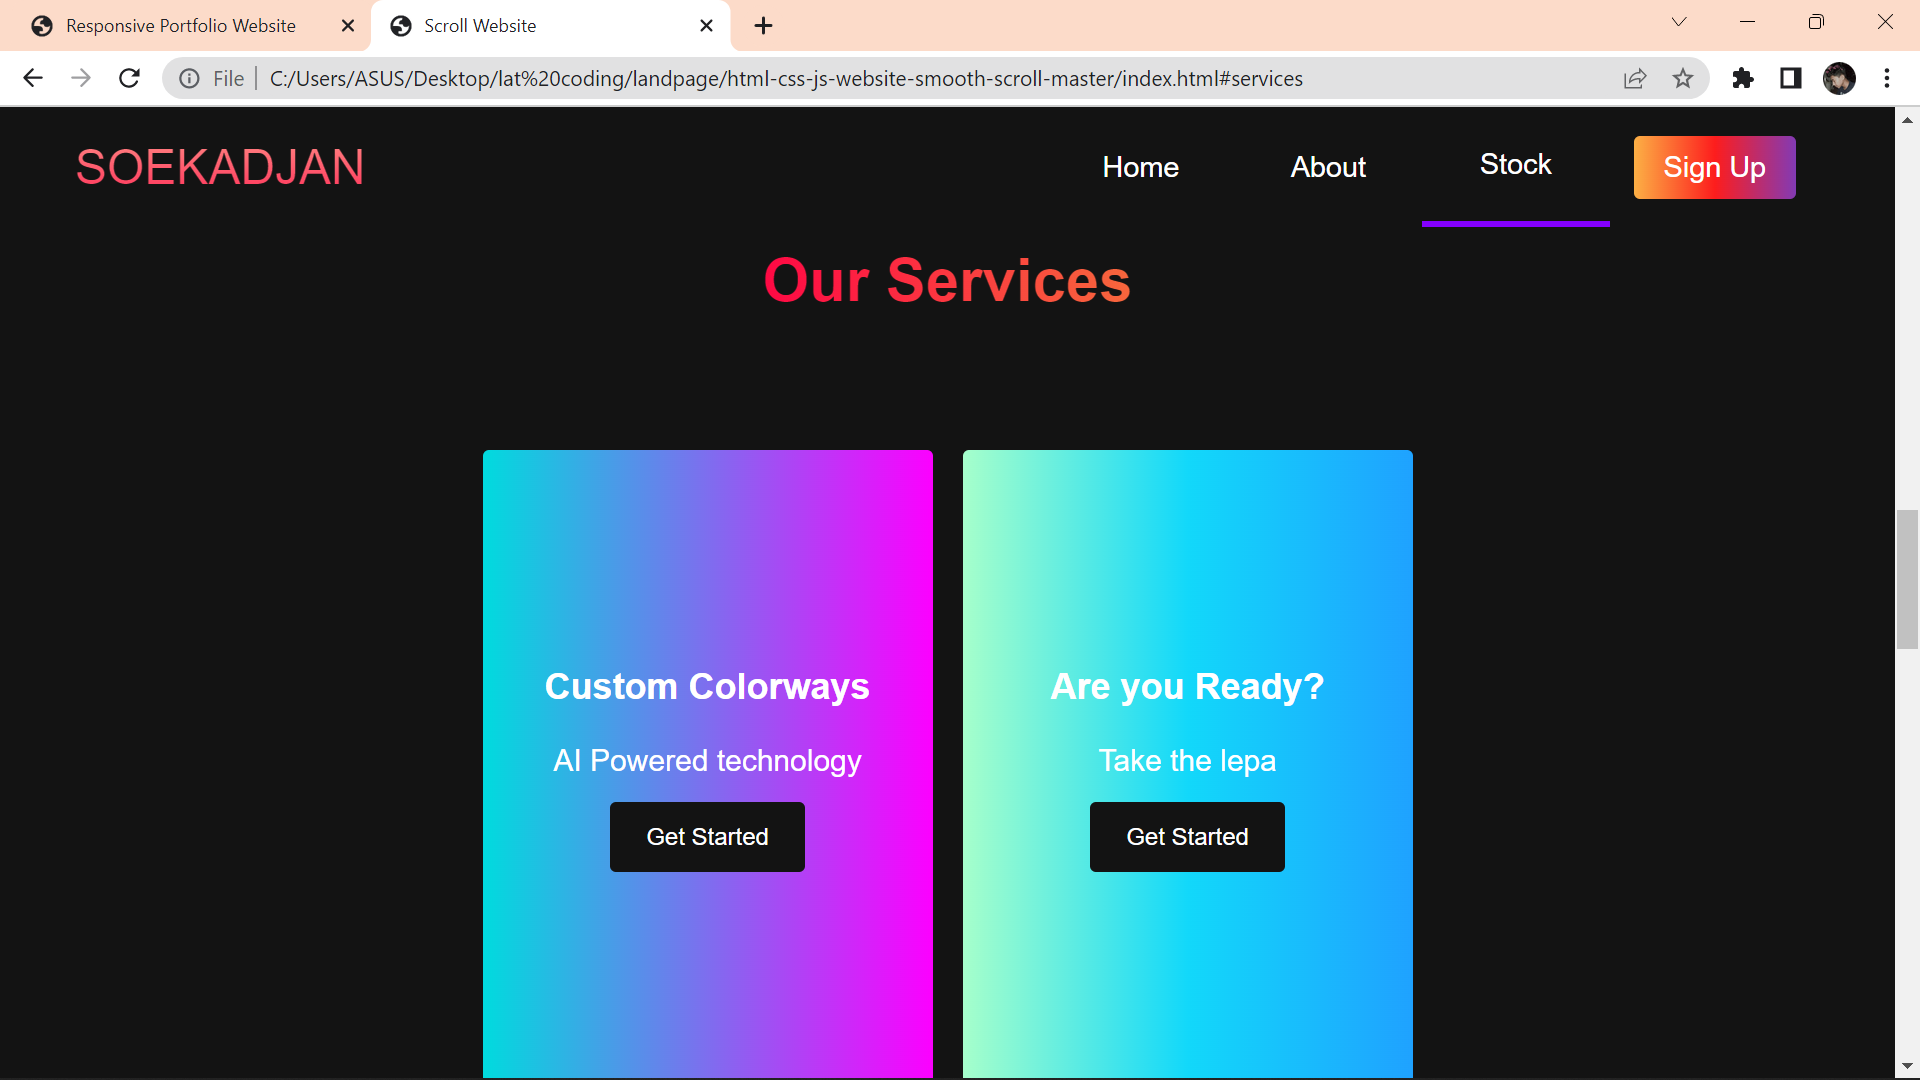 Responsive Portfolio Website
Scroll Website
File
C:/Users/ASUS/Desktop/lat%20coding/landpage/html-css-js-website-smooth-scroll-master/index.html#services
SOEKADJAN
Home
About
Stock
Sign Up
Our Services
Custom Colorways
AI Powered technology
Get Started
Are you Ready?
Take the lepa
Get Started